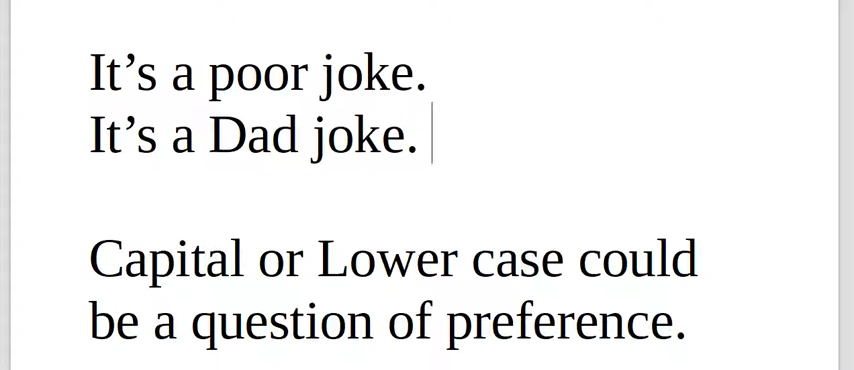 It’s a poor joke.
It’s a Dad joke.
Capital or Lower case could
be a question of preference.